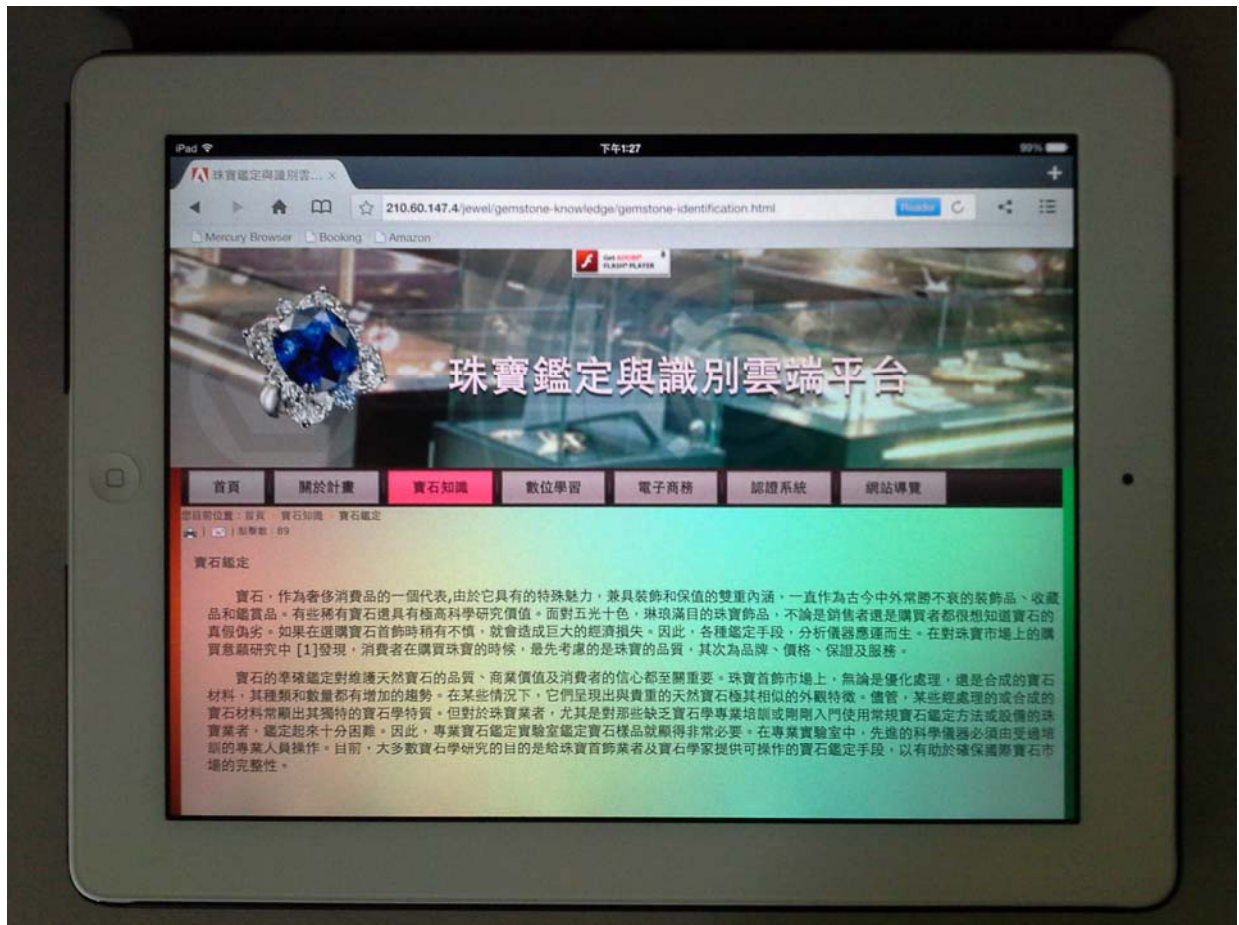 iPad 下午1:27 99%
珠寶鑑定與識別雲... ×
210.60.147.4/jewel/gemstone-knowledge/gemstone-identification.html Reader
Mercury Browser Booking Amazon
Get ADOBE® FLASH® PLAYER
珠寶鑑定與識別雲端平台
首頁 關於計畫 寶石知識 數位學習 電子商務 認證系統 網站導覽
您目前位置：首頁 寶石知識 寶石鑑定
| | 點擊數：89
寶石鑑定
寶石，作為奢侈消費品的一個代表,由於它具有的特殊魅力，兼具裝飾和保值的雙重內涵，一直作為古今中外常勝不衰的裝飾品、收藏
品和鑑賞品。有些稀有寶石還具有極高科學研究價值。面對五光十色，琳琅滿目的珠寶飾品，不論是銷售者還是購買者都很想知道寶石的
真假偽劣。如果在選購寶石首飾時稍有不慎，就會造成巨大的經濟損失。因此，各種鑑定手段，分析儀器應運而生。在對珠寶市場上的購
買意願研究中 [1]發現，消費者在購買珠寶的時候，最先考慮的是珠寶的品質，其次為品牌、價格、保證及服務。
寶石的準確鑑定對維護天然寶石的品質、商業價值及消費者的信心都至關重要。珠寶首飾市場上，無論是優化處理，還是合成的寶石
材料，其種類和數量都有增加的趨勢。在某些情況下，它們呈現出與貴重的天然寶石極其相似的外觀特徵。儘管，某些經處理的或合成的
寶石材料常顯出其獨特的寶石學特質。但對於珠寶業者，尤其是對那些缺乏寶石學專業培訓或剛剛入門使用常規寶石鑑定方法或設備的珠
寶業者，鑑定起來十分困難。因此，專業寶石鑑定實驗室鑑定寶石樣品就顯得非常必要。在專業實驗室中，先進的科學儀器必須由受過培
訓的專業人員操作。目前，大多數寶石學研究的目的是給珠寶首飾業者及寶石學家提供可操作的寶石鑑定手段，以有助於確保國際寶石市
場的完整性。